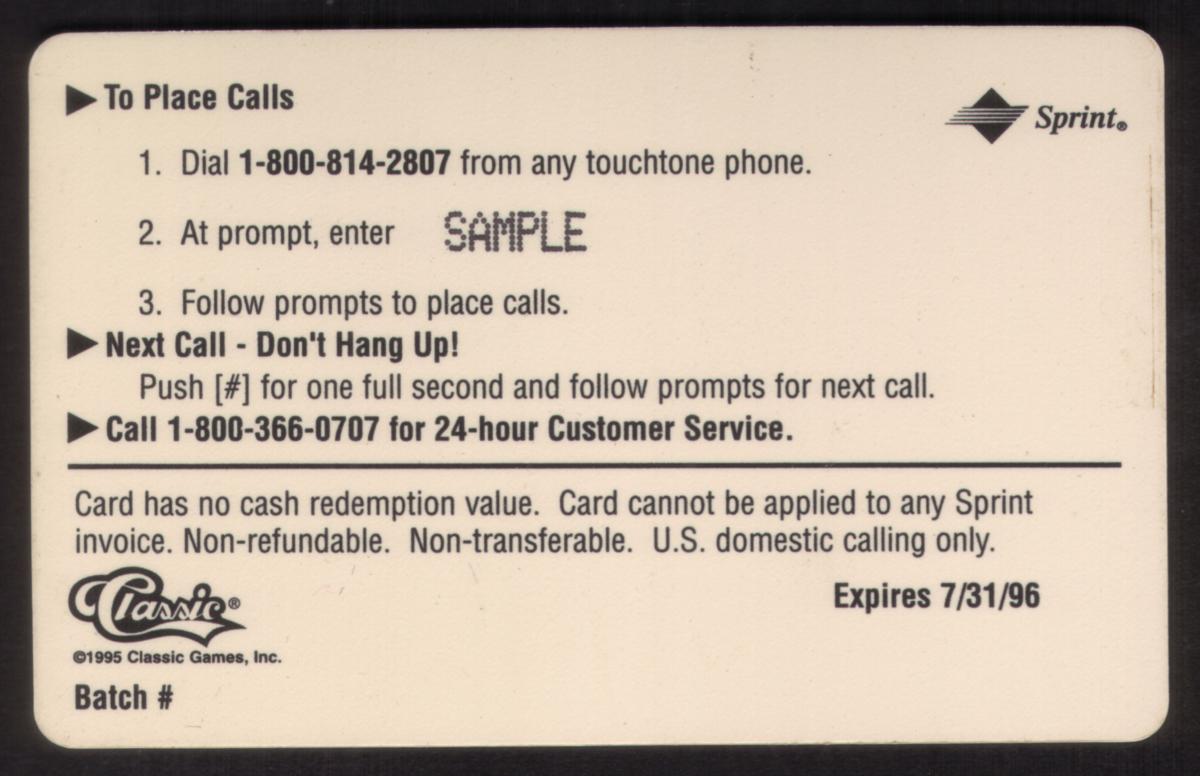 To Place Calls
Sprint®
1. Dial 1-800-814-2807 from any touchtone phone.
2. At prompt, enter SAMPLE
3. Follow prompts to place calls.
Next Call - Don't Hang Up!
Push [#] for one full second and follow prompts for next call.
Call 1-800-366-0707 for 24-hour Customer Service.
Card has no cash redemption value. Card cannot be applied to any Sprint
invoice. Non-refundable. Non-transferable. U.S. domestic calling only.
Classic®
Expires 7/31/96
©1995 Classic Games, Inc.
Batch #